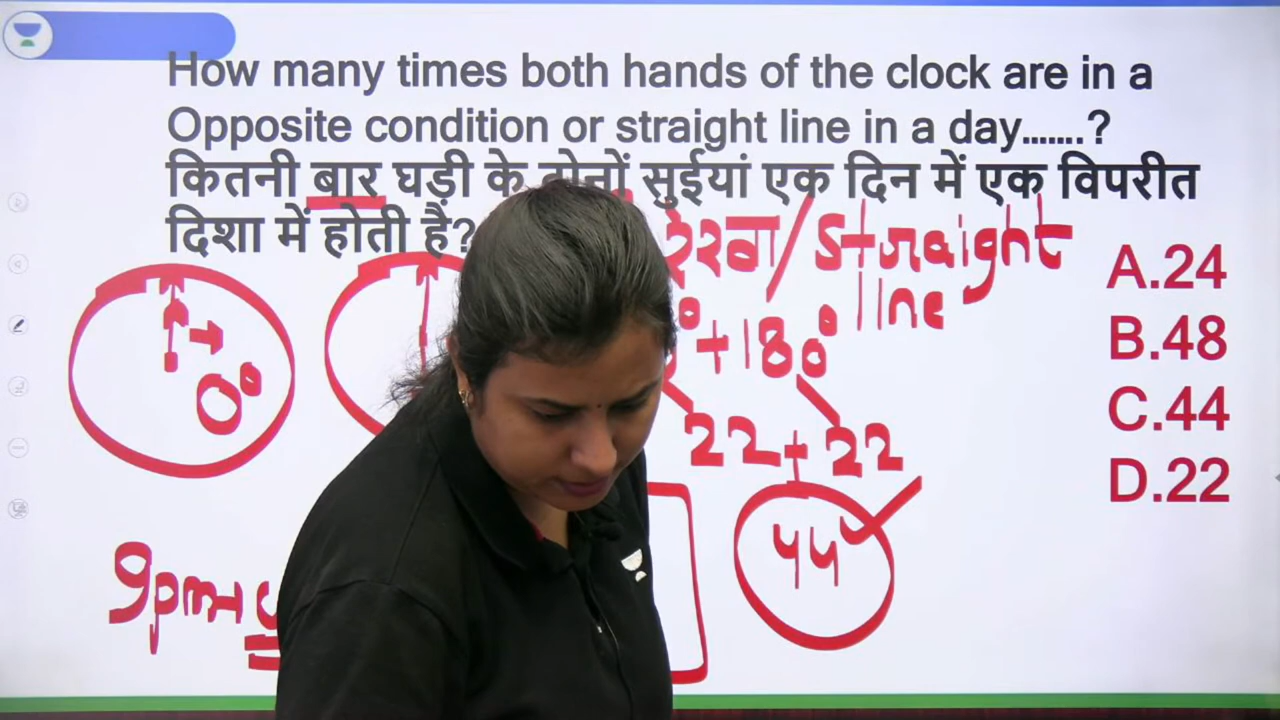 How many times both hands of the clock are in a
Opposite condition or straight line in a day.......?
कितनी बार घड़ी के दोनों सुईयां एक दिन में एक विपरीत
दिशा में होती है?
रेखा/Straight
line
+180°
0°
22+22
44
9pm
A.24
B.48
C.44
D.22